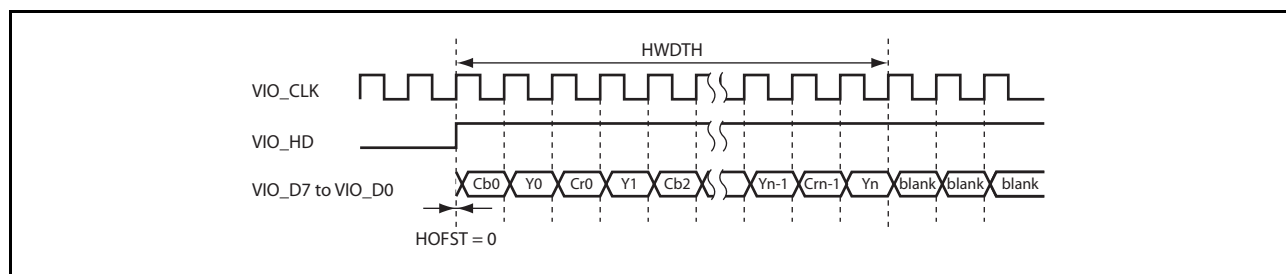 HWDTH
VIO_CLK
VIO_HD
VIO_D7 to VIO_D0 Cb0 Y0 Cr0 Y1 Cb2 Yn-1 Crn-1 Yn blank blank blank
HOFST = 0